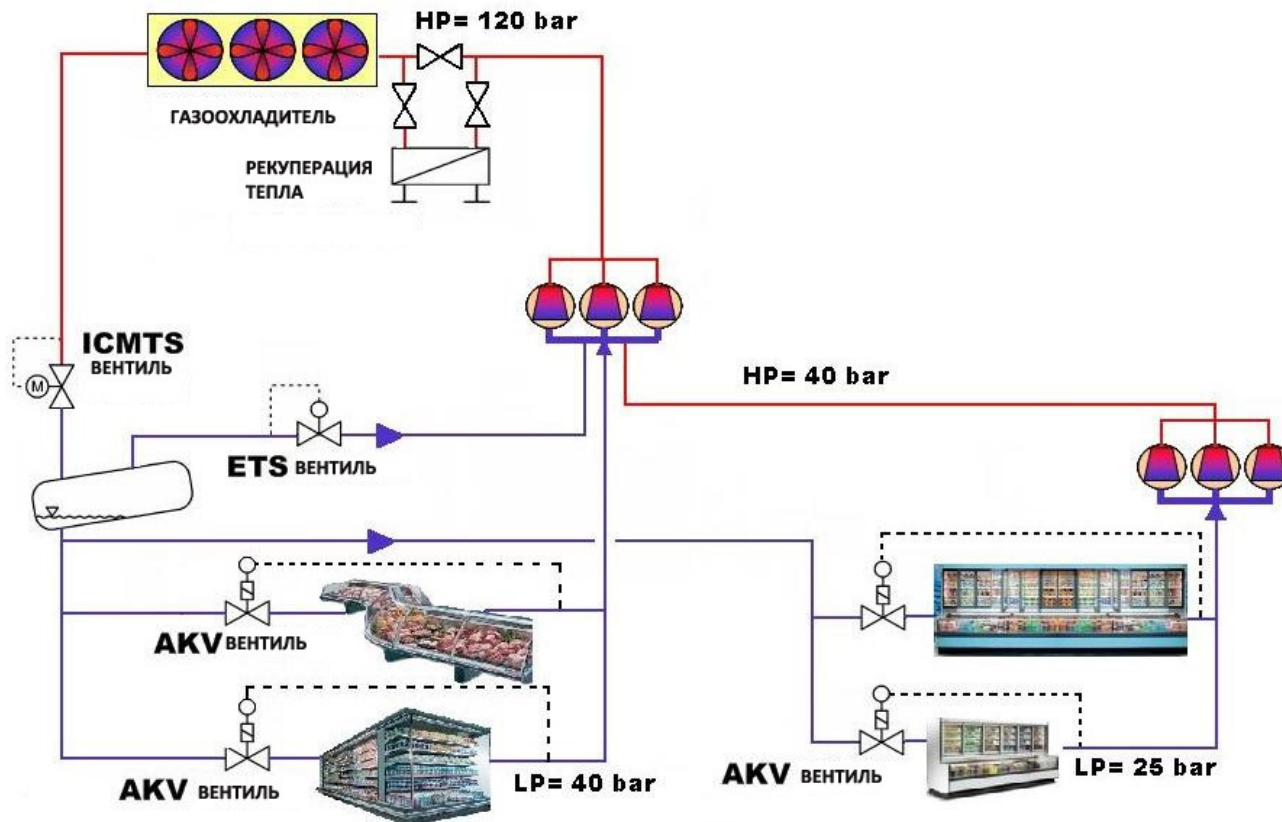 HP= 120 bar
ГАЗООХЛАДИТЕЛЬ
РЕКУПЕРАЦИЯ
ТЕПЛА
ICMTS
ВЕНТИЛЬ
M
HP= 40 bar
ETS ВЕНТИЛЬ
AKV ВЕНТИЛЬ
AKV ВЕНТИЛЬ
LP= 40 bar
AKV ВЕНТИЛЬ
LP= 25 bar